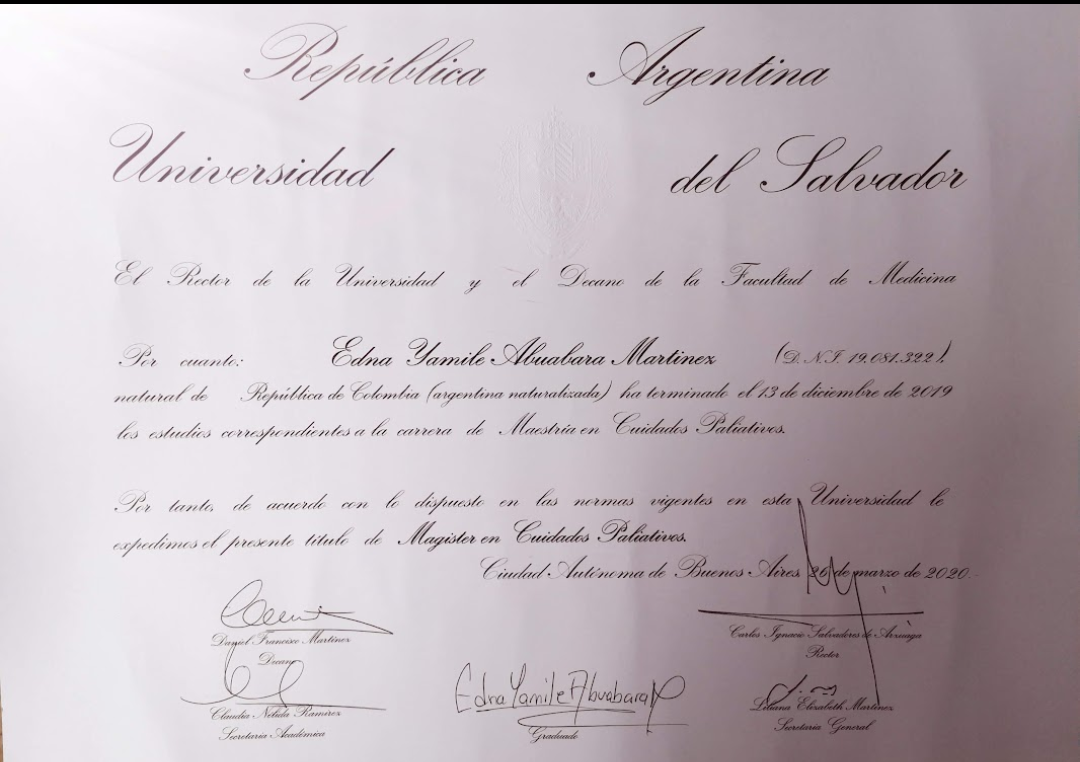 República Argentina
Universidad del Salvador
El Rector de la Universidad y el Decano de la Facultad de Medicina
Por cuanto: Edna Yamile Abuabara Martinez (D.N.I. 19.081.322),
natural de República de Colombia (argentina naturalizada) ha terminado el 13 de diciembre de 2019
los estudios correspondientes a la carrera de Maestría en Cuidados Paliativos.
Por tanto, de acuerdo con lo dispuesto en las normas vigentes en esta Universidad le
expedimos el presente título de Magister en Cuidados Paliativos.
Ciudad Autónoma de Buenos Aires, 26 de marzo de 2020.-
Daniel Francisco Martinez
Decano
Carlos Ignacio Salvadores de Arzuaga
Rector
Edna Yamile Abuabara
Claudia Nelida Ramirez
Secretaria Académica
Graduado
Liliana Elizabeth Martinez
Secretaria General